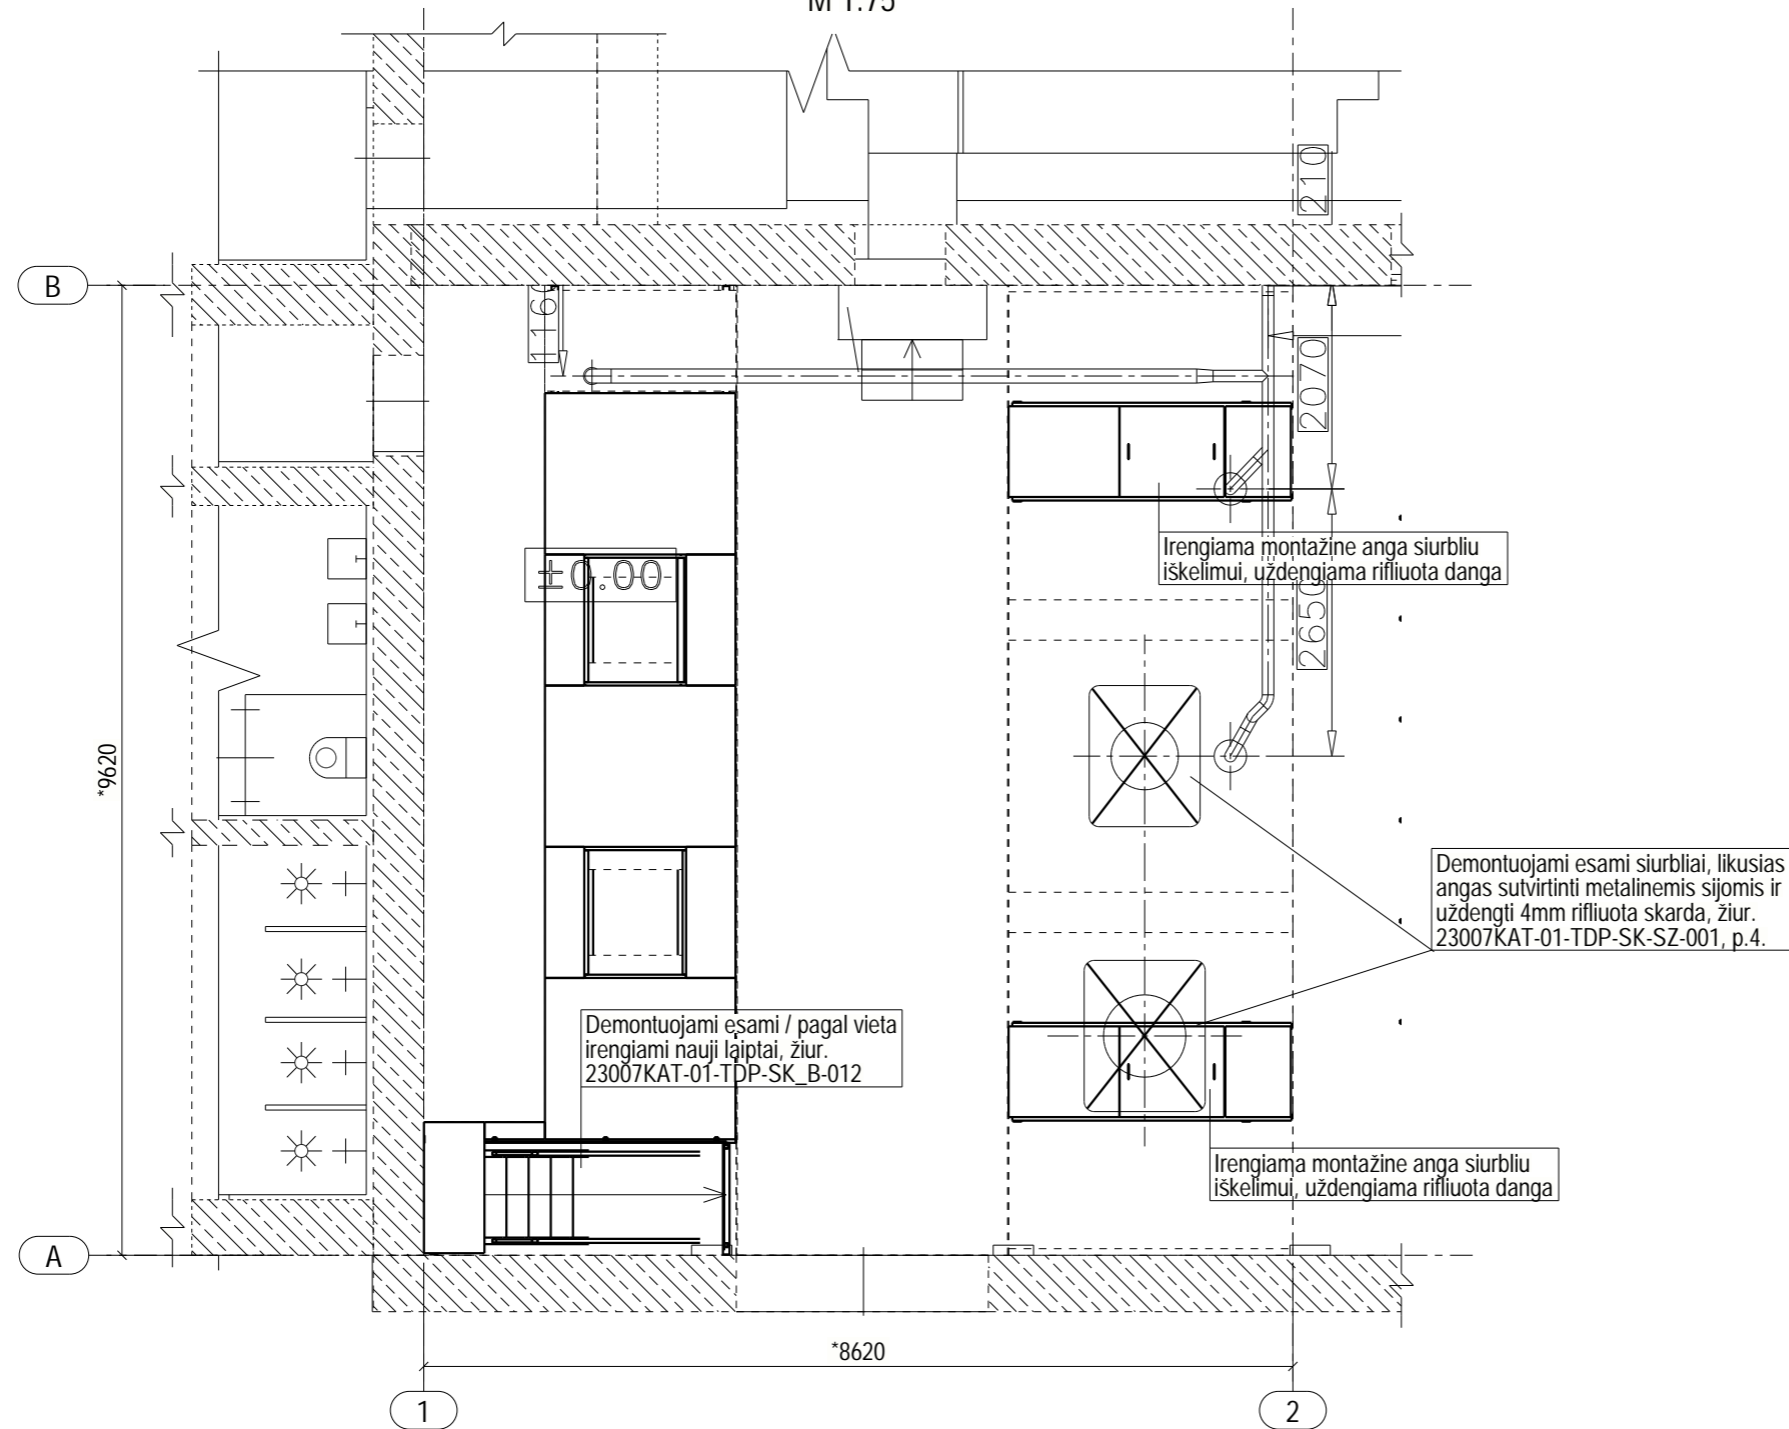 M 1:75
210
B
116
2070
Irengiama montažine anga siurbliu
iškelimui, uždengiama rifliuota danga
±0.00
2650
*9620
Demontuojami esami siurbliai, likusias
angas sutvirtinti metalinemis sijomis ir
uždengti 4mm rifliuota skarda, žiur.
23007KAT-01-TDP-SK-SZ-001, p.4.
Demontuojami esami / pagal vieta
irengiami nauji laiptai, žiur.
23007KAT-01-TDP-SK_B-012
Irengiama montažine anga siurbliu
iškelimui, uždengiama rifliuota danga
A
*8620
1
2